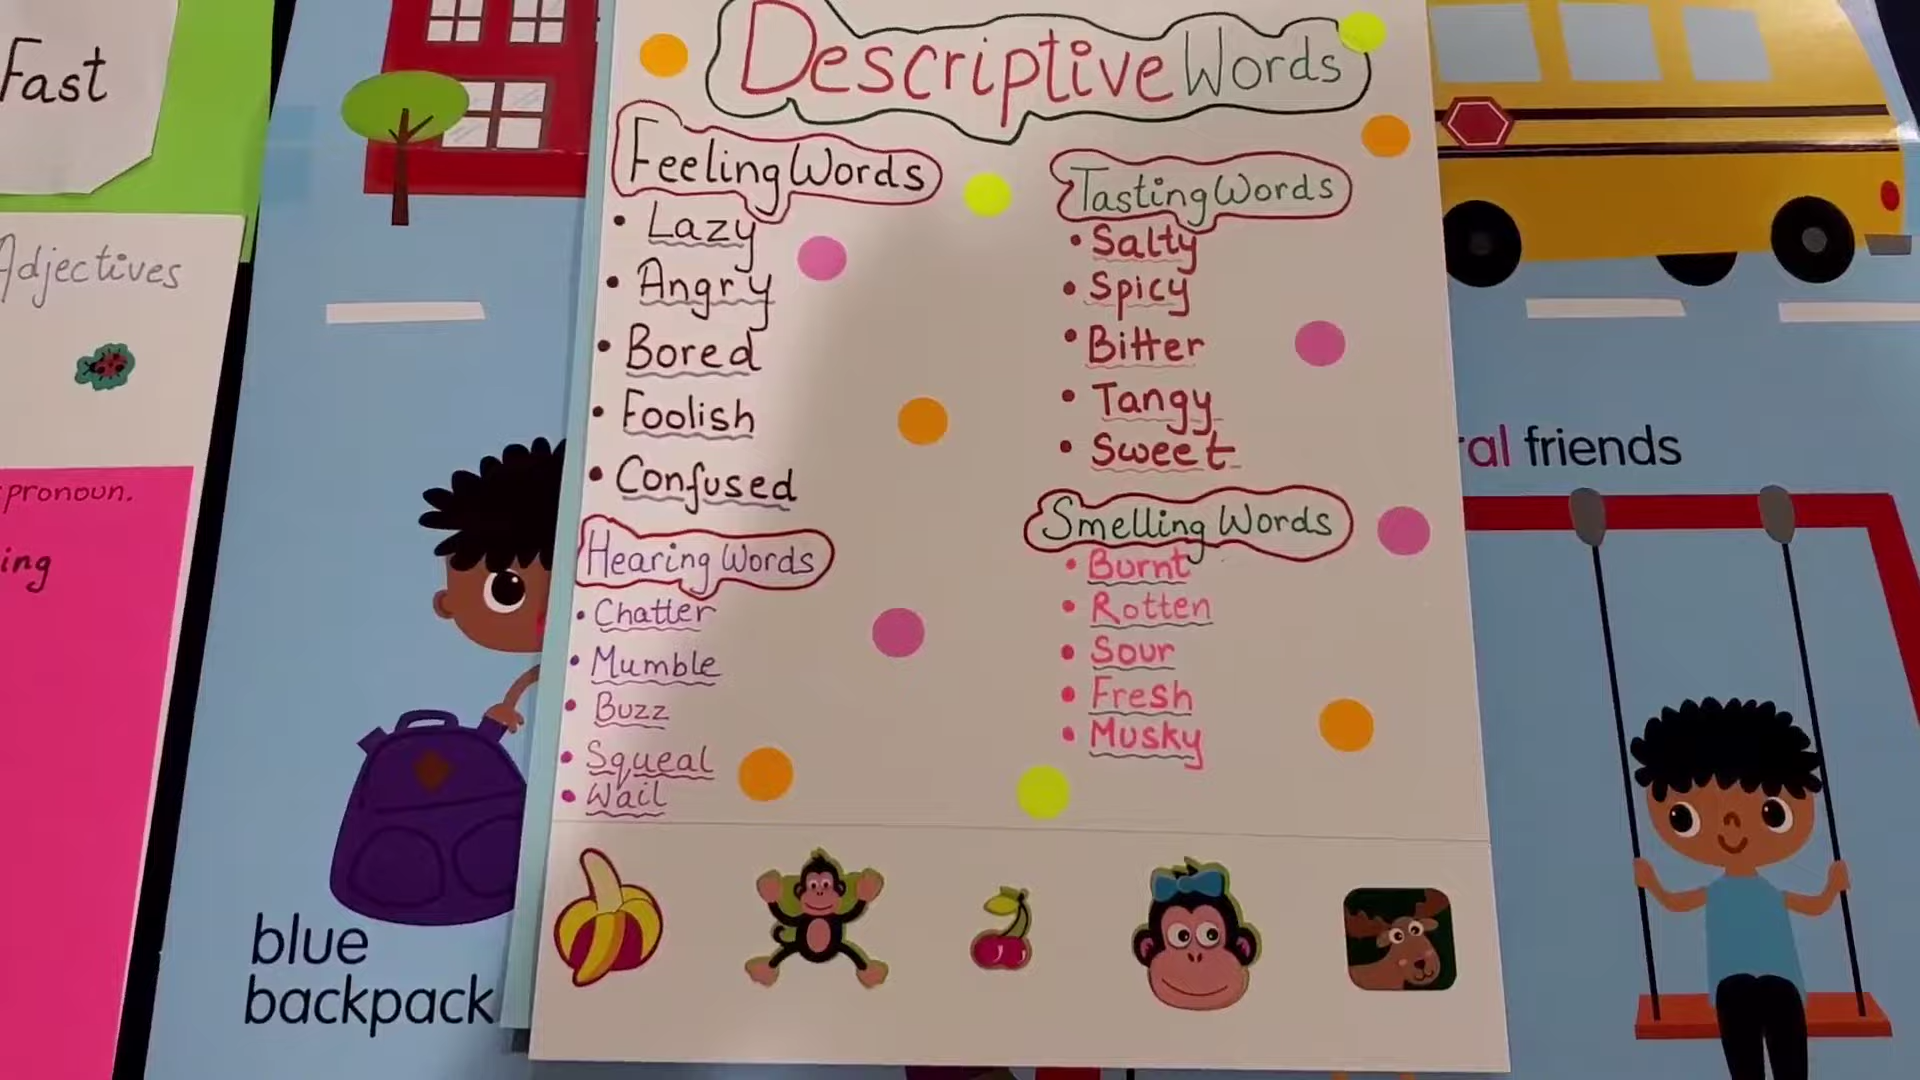 Fast
Adjectives
pronoun.
ing
Descriptive Words
Feeling Words
• Lazy
• Angry
• Bored
• Foolish
• Confused
Hearing Words
• Chatter
• Mumble
• Buzz
• Squeal
• Wail
Tasting Words
• Salty
• Spicy
• Bitter
• Tangy
• Sweet
Smelling Words
• Burnt
• Rotten
• Sour
• Fresh
• Musky
al friends
blue
backpack